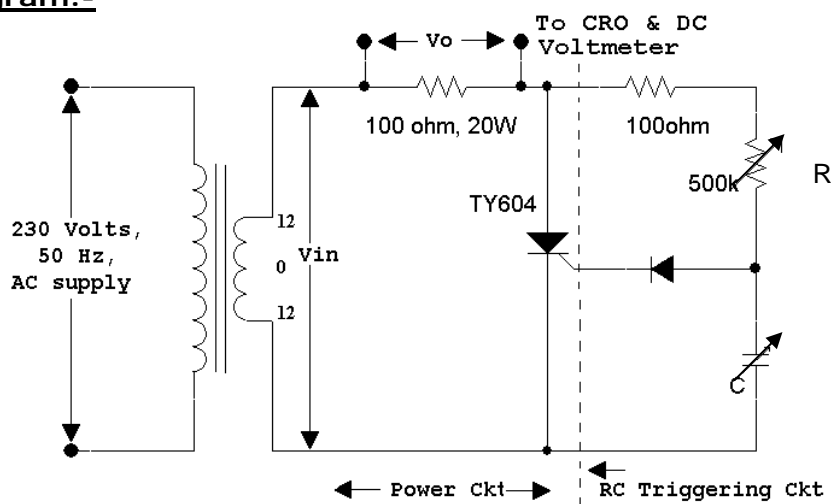 gram:-
To CRO & DC
Voltmeter
Vo
100 ohm, 20W
100ohm
500k
R
TY604
230 Volts,
50 Hz,
AC supply
12
0
12
Vin
C
Power Ckt
RC Triggering Ckt